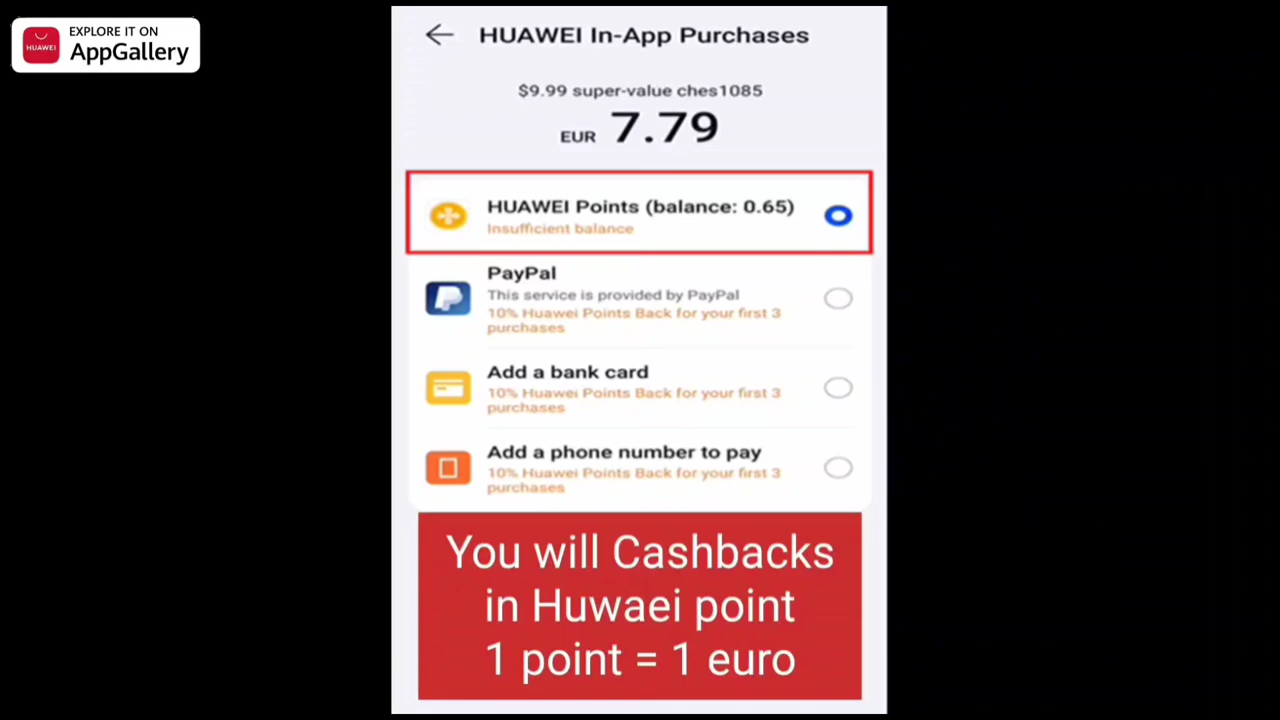 EXPLORE IT ON
HUAWEI
AppGallery
HUAWEI In-App Purchases
$9.99 super-value ches1085
EUR 7.79
HUAWEI Points (balance: 0.65)
Insufficient balance
PayPal
This service is provided by PayPal
10% Huawei Points Back for your first 3
purchases
Add a bank card
10% Huawei Points Back for your first 3
purchases
Add a phone number to pay
10% Huawei Points Back for your first 3
purchases
You will Cashbacks
in Huwaei point
1 point = 1 euro